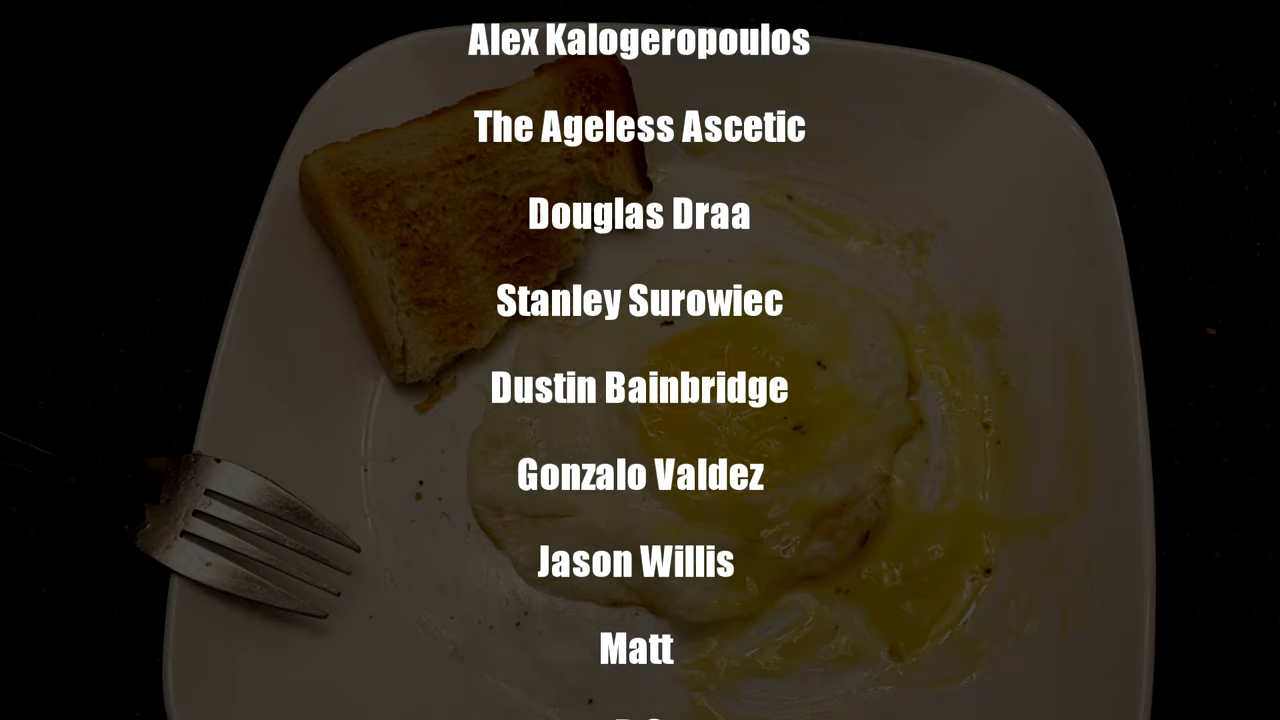 Alex Kalogeropoulos
The Ageless Ascetic
Douglas Draa
Stanley Surowiec
Dustin Bainbridge
Gonzalo Valdez
Jason Willis
Matt